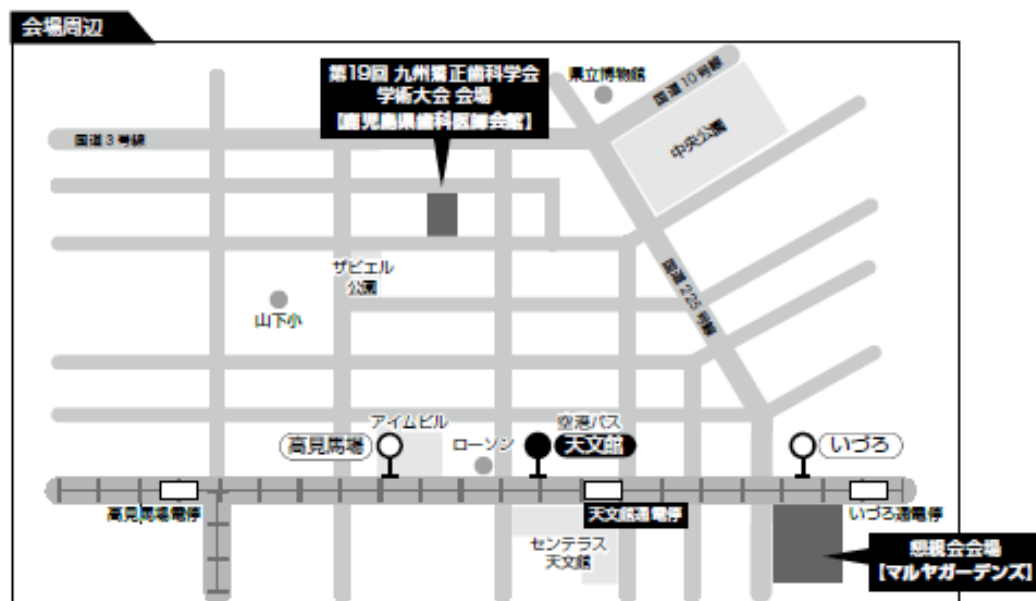 会場周辺
第19回 九州矯正歯科学会
学術大会 会場
【鹿児島県歯科医師会館】
県立博物館
国道10号線
国道3号線
中央公園
ザビエル
公園
国道225号線
山下小
アイムビル
空港バス
高見馬場
ローソン
天文館
いづろ
高見馬場電停
天文館通電停
いづろ通電停
センテラス
天文館
懇親会会場
【マルヤガーデンズ】